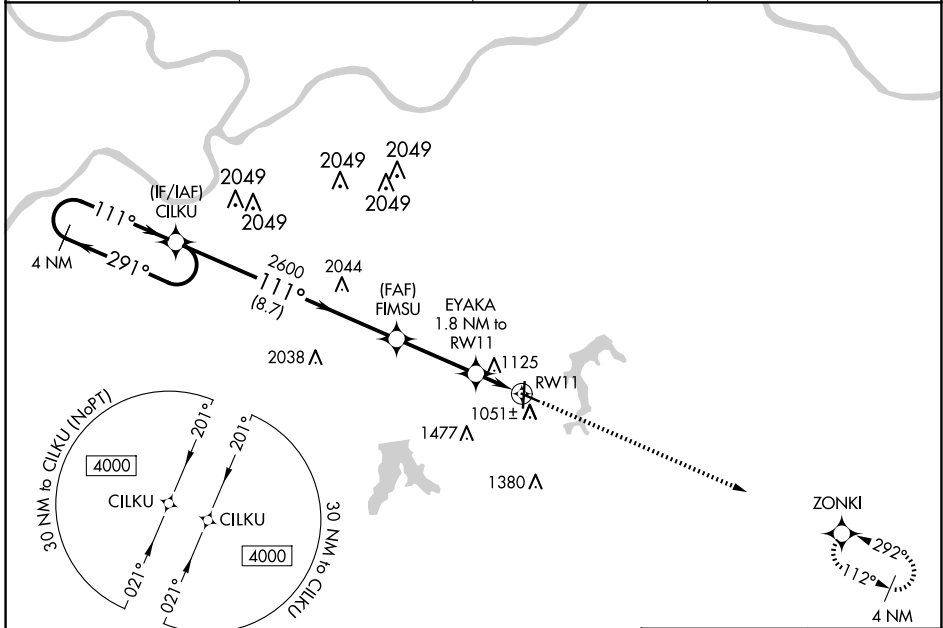 2049
2049
2049
2049
2049
(IF/IAF)
CILKU
111°
291°
4 NM
2600
111°
(8.7)
2044
(FAF)
FIMSU
EYAKA
1.8 NM to
RW11
2038
1125
RW11
1051±
1477
1380
30 NM to CILKU (NoPT)
4000
201°
CILKU
021°
201°
CILKU
4000
021°
30 NM to CILKU
ZONKI
292°
112°
4 NM